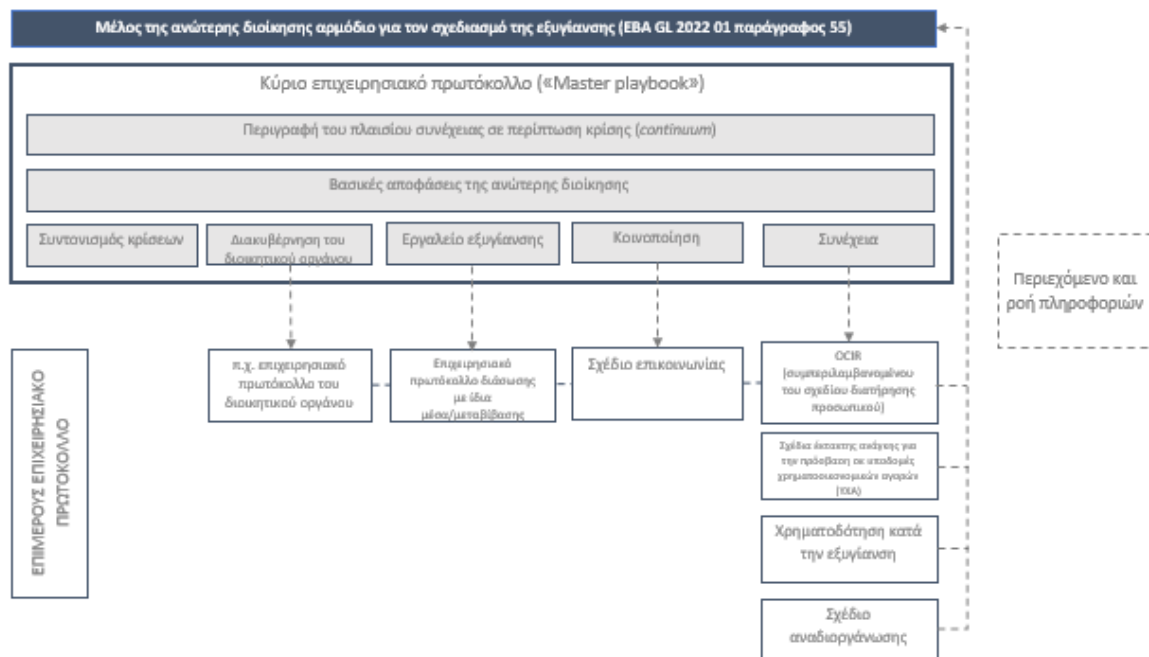 Μέλος της ανώτερης διοίκησης αρμόδιο για τον σχεδιασμό της εξυγίανσης (EBA GL 2022 01 παράγραφος 55)
Κύριο επιχειρησιακό πρωτόκολλο («Master playbook»)
Περιγραφή του πλαισίου συνέχειας σε περίπτωση κρίσης (continuum)
Βασικές αποφάσεις της ανώτερης διοίκησης
Συντονισμός κρίσεων
Διακυβέρνηση του
διοικητικού οργάνου
Εργαλείο εξυγίανσης
Κοινοποίηση
Συνέχεια
Περιεχόμενο και
ροή πληροφοριών
ΕΠΙΜΕΡΟΥΣ ΕΠΙΧΕΙΡΗΣΙΑΚΟ
ΠΡΩΤΟΚΟΛΛΟ
π.χ. επιχειρησιακό
πρωτόκολλο του
διοικητικού οργάνου
Επιχειρησιακό
πρωτόκολλο διάσωσης
με ίδια
μέσα/μεταβίβασης
Σχέδιο επικοινωνίας
OCIR
(συμπεριλαμβανομένου
του σχεδίου διατήρησης
προσωπικού)
Σχέδια έκτακτης ανάγκης για
την πρόσβαση σε υποδομές
χρηματοοικονομικών αγορών
(ΥΧΑ)
Χρηματοδότηση κατά
την εξυγίανση
Σχέδιο
αναδιοργάνωσης